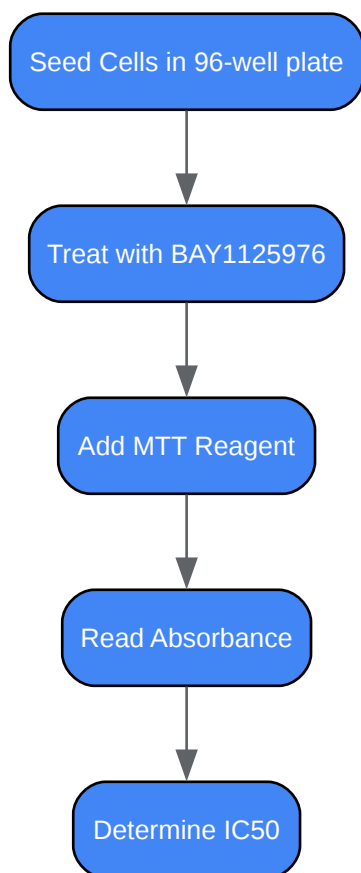 Seed Cells in 96-well plate
Treat with BAY1125976
Add MTT Reagent
Read Absorbance
Determine IC50